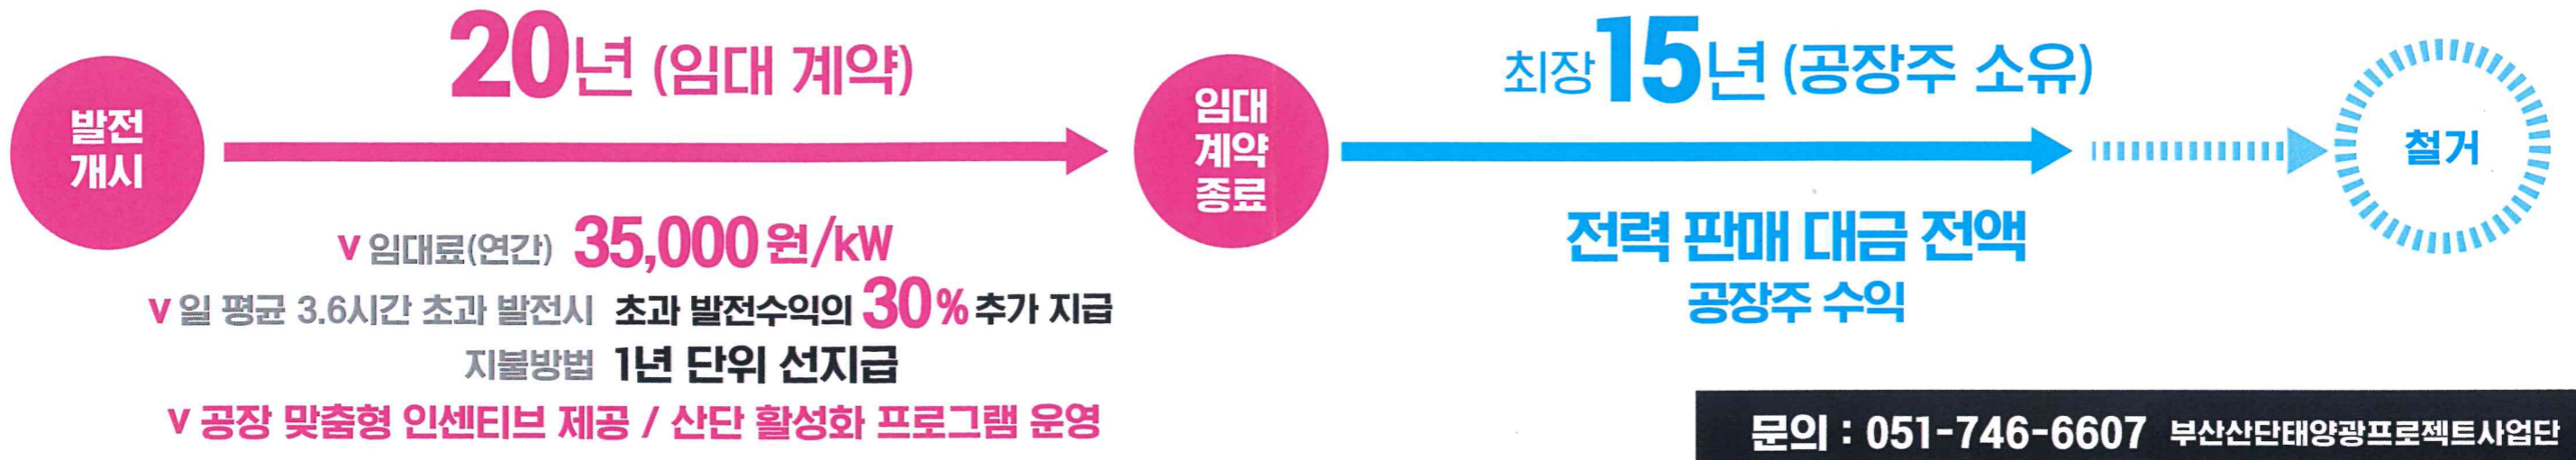 발전
개시
20년 (임대 계약)
임대
계약
종료
최장 15년 (공장주 소유)
철거
v 임대료(연간) 35,000원/kW
v 일 평균 3.6시간 초과 발전시 초과 발전수익의 30% 추가 지급
지불방법 1년 단위 선지급
v 공장 맞춤형 인센티브 제공 / 산단 활성화 프로그램 운영
전력 판매 대금 전액
공장주 수익
문의 : 051-746-6607 부산산단태양광프로젝트사업단